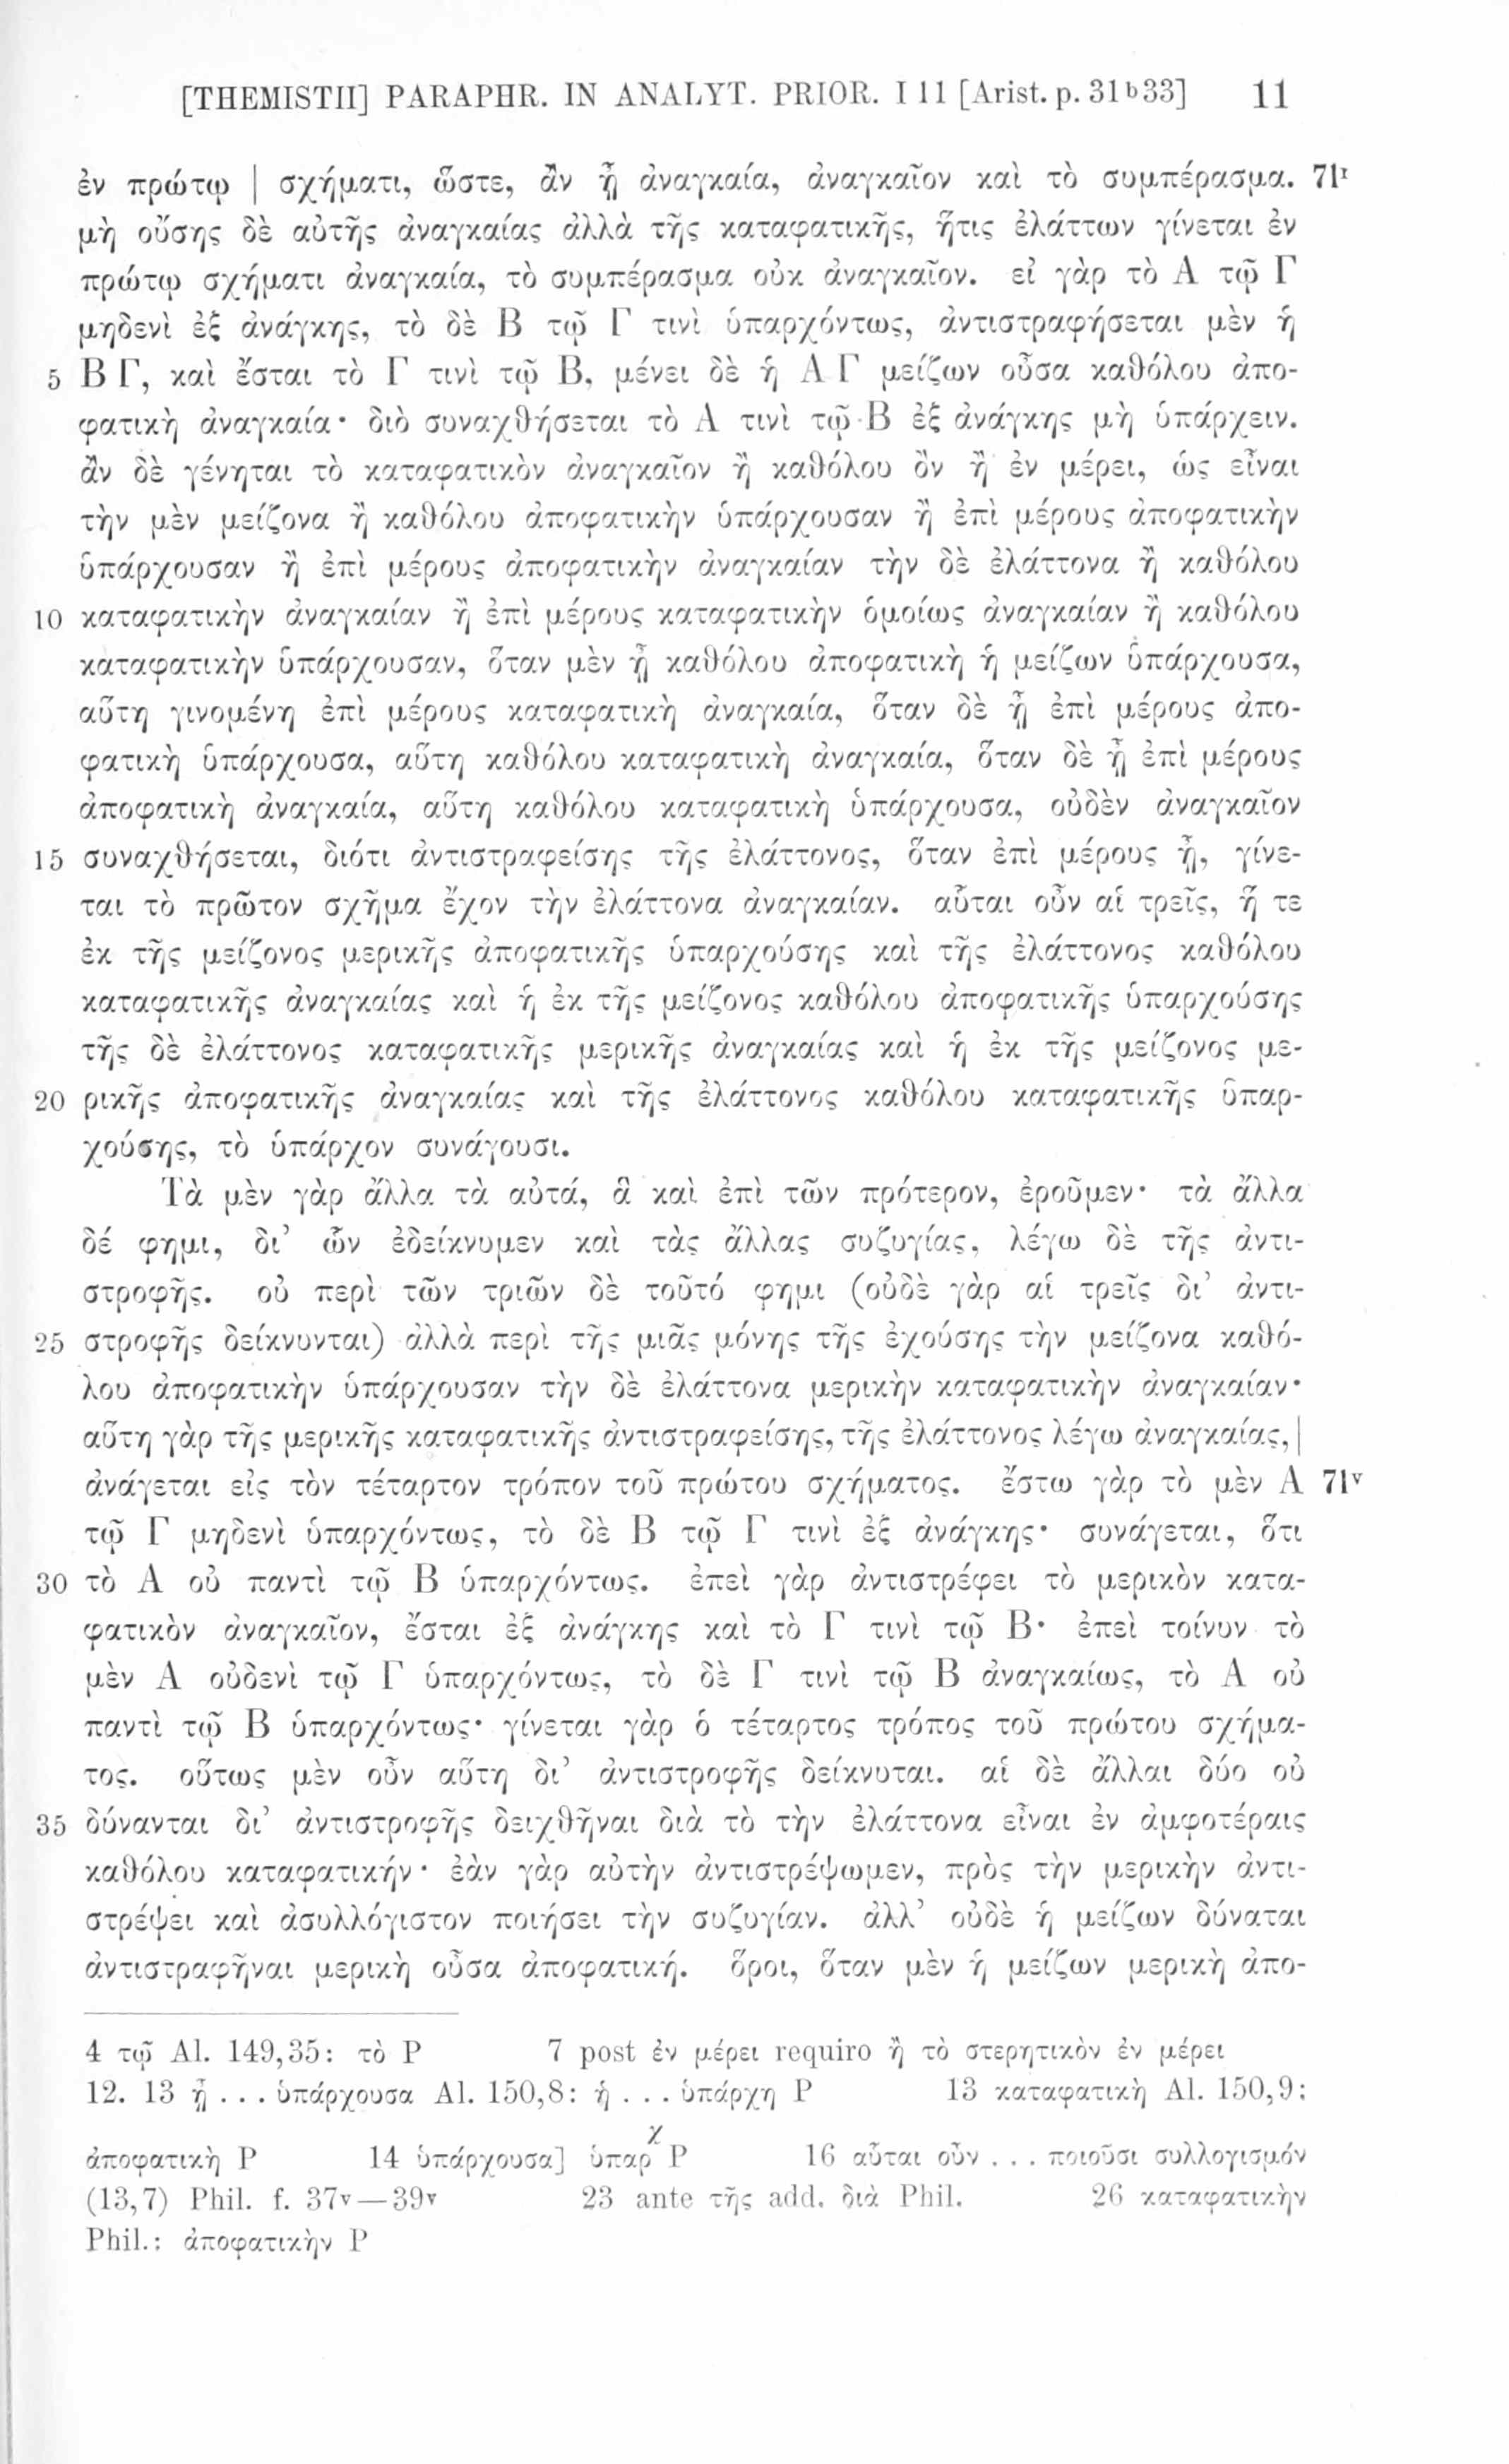 [THEMISTII] PARAPHR. IN ANALYT. PRIOR. I 11 [Arist. p. 31ᵇ33] 11
ἐν πρώτῳ | σχήματι, ὥστε, ἂν ᾖ ἀναγκαία, ἀναγκαῖον καὶ τὸ συμπέρασμα. 71ʳ
μὴ οὔσης δὲ αὐτῆς ἀναγκαίας ἀλλὰ τῆς καταφατικῆς, ἥτις ἐλάττων γίνεται ἐν
πρώτῳ σχήματι ἀναγκαία, τὸ συμπέρασμα οὐκ ἀναγκαῖον. εἰ γὰρ τὸ Α τῷ Γ
μηδενὶ ἐξ ἀνάγκης, τὸ δὲ Β τῷ Γ τινὶ ὑπαρχόντως, ἀντιστραφήσεται μὲν ἡ
5 Β Γ, καὶ ἔσται τὸ Γ τινὶ τῷ Β, μένει δὲ ἡ Α Γ μείζων οὖσα καθόλου ἀπο-
φατικὴ ἀναγκαία· διὸ συναχθήσεται τὸ Α τινὶ τῷ Β ἐξ ἀνάγκης μὴ ὑπάρχειν.
ἂν δὲ γένηται τὸ καταφατικὸν ἀναγκαῖον ἢ καθόλου ὂν ἢ ἐν μέρει, ὡς εἶναι
τὴν μὲν μείζονα ἢ καθόλου ἀποφατικὴν ὑπάρχουσαν ἢ ἐπὶ μέρους ἀποφατικὴν
ὑπάρχουσαν ἢ ἐπὶ μέρους ἀποφατικὴν ἀναγκαίαν τὴν δὲ ἐλάττονα ἢ καθόλου
10 καταφατικὴν ἀναγκαίαν ἢ ἐπὶ μέρους καταφατικὴν ὁμοίως ἀναγκαίαν ἢ καθόλου
καταφατικὴν ὑπάρχουσαν, ὅταν μὲν ᾖ καθόλου ἀποφατικὴ ἡ μείζων ὑπάρχουσα,
αὕτη γινομένη ἐπὶ μέρους καταφατικὴ ἀναγκαία, ὅταν δὲ ᾖ ἐπὶ μέρους ἀπο-
φατικὴ ὑπάρχουσα, αὕτη καθόλου καταφατικὴ ἀναγκαία, ὅταν δὲ ᾖ ἐπὶ μέρους
ἀποφατικὴ ἀναγκαία, αὕτη καθόλου καταφατικὴ ὑπάρχουσα, οὐδὲν ἀναγκαῖον
15 συναχθήσεται, διότι ἀντιστραφείσης τῆς ἐλάττονος, ὅταν ἐπὶ μέρους ᾖ, γίνε-
ται τὸ πρῶτον σχῆμα ἔχον τὴν ἐλάττονα ἀναγκαίαν. αὗται οὖν αἱ τρεῖς, ἥ τε
ἐκ τῆς μείζονος μερικῆς ἀποφατικῆς ὑπαρχούσης καὶ τῆς ἐλάττονος καθόλου
καταφατικῆς ἀναγκαίας καὶ ἡ ἐκ τῆς μείζονος καθόλου ἀποφατικῆς ὑπαρχούσης
τῆς δὲ ἐλάττονος καταφατικῆς μερικῆς ἀναγκαίας καὶ ἡ ἐκ τῆς μείζονος με-
20 ρικῆς ἀποφατικῆς ἀναγκαίας καὶ τῆς ἐλάττονος καθόλου καταφατικῆς ὑπαρ-
χούσης, τὸ ὑπάρχον συνάγουσι.
Τὰ μὲν γὰρ ἄλλα τὰ αὐτά, ἃ καὶ ἐπὶ τῶν πρότερον, ἐροῦμεν· τὰ ἄλλα
δέ φημι, δι’ ὧν ἐδείκνυμεν καὶ τὰς ἄλλας συζυγίας, λέγω δὲ τῆς ἀντι-
στροφῆς. οὐ περὶ τῶν τριῶν δὲ τοῦτό φημι (οὐδὲ γὰρ αἱ τρεῖς δι’ ἀντι-
25 στροφῆς δείκνυνται) ἀλλὰ περὶ τῆς μιᾶς μόνης τῆς ἐχούσης τὴν μείζονα καθό-
λου ἀποφατικὴν ὑπάρχουσαν τὴν δὲ ἐλάττονα μερικὴν καταφατικὴν ἀναγκαίαν·
αὕτη γὰρ τῆς μερικῆς καταφατικῆς ἀντιστραφείσης, τῆς ἐλάττονος λέγω ἀναγκαίας, |
ἀνάγεται εἰς τὸν τέταρτον τρόπον τοῦ πρώτου σχήματος. ἔστω γὰρ τὸ μὲν Α 71ᵛ
τῷ Γ μηδενὶ ὑπαρχόντως, τὸ δὲ Β τῷ Γ τινὶ ἐξ ἀνάγκης· συνάγεται, ὅτι
30 τὸ Α οὐ παντὶ τῷ Β ὑπαρχόντως. ἐπεὶ γὰρ ἀντιστρέφει τὸ μερικὸν κατα-
φατικὸν ἀναγκαῖον, ἔσται ἐξ ἀνάγκης καὶ τὸ Γ τινὶ τῷ Β· ἐπεὶ τοίνυν τὸ
μὲν Α οὐδενὶ τῷ Γ ὑπαρχόντως, τὸ δὲ Γ τινὶ τῷ Β ἀναγκαίως, τὸ Α οὐ
παντὶ τῷ Β ὑπαρχόντως· γίνεται γὰρ ὁ τέταρτος τρόπος τοῦ πρώτου σχήμα-
τος. οὕτως μὲν οὖν αὕτη δι’ ἀντιστροφῆς δείκνυται. αἱ δὲ ἄλλαι δύο οὐ
35 δύνανται δι’ ἀντιστροφῆς δειχθῆναι διὰ τὸ τὴν ἐλάττονα εἶναι ἐν ἀμφοτέραις
καθόλου καταφατικήν· ἐὰν γὰρ αὐτὴν ἀντιστρέψωμεν, πρὸς τὴν μερικὴν ἀντι-
στρέψει καὶ ἀσυλλόγιστον ποιήσει τὴν συζυγίαν. ἀλλ’ οὐδὲ ἡ μείζων δύναται
ἀντιστραφῆναι μερικὴ οὖσα ἀποφατική. ὅροι, ὅταν μὲν ἡ μείζων μερικὴ ἀπο-
4 τῷ Al. 149,35: τὸ P 7 post ἐν μέρει requiro ἢ τὸ στερητικὸν ἐν μέρει
12. 13 ᾖ . . . ὑπάρχουσα Al. 150,8: ἡ . . . ὑπάρχη P 13 καταφατικὴ Al. 150,9:
ἀποφατικὴ P 14 ὑπάρχουσα] ὑπαρχ P 16 αὗται οὖν . . . ποιοῦσι συλλογισμόν
(13,7) Phil. f. 37ᵛ—39ᵛ 23 ante τῆς add. διὰ Phil. 26 καταφατικὴν
Phil.: ἀποφατικὴν P